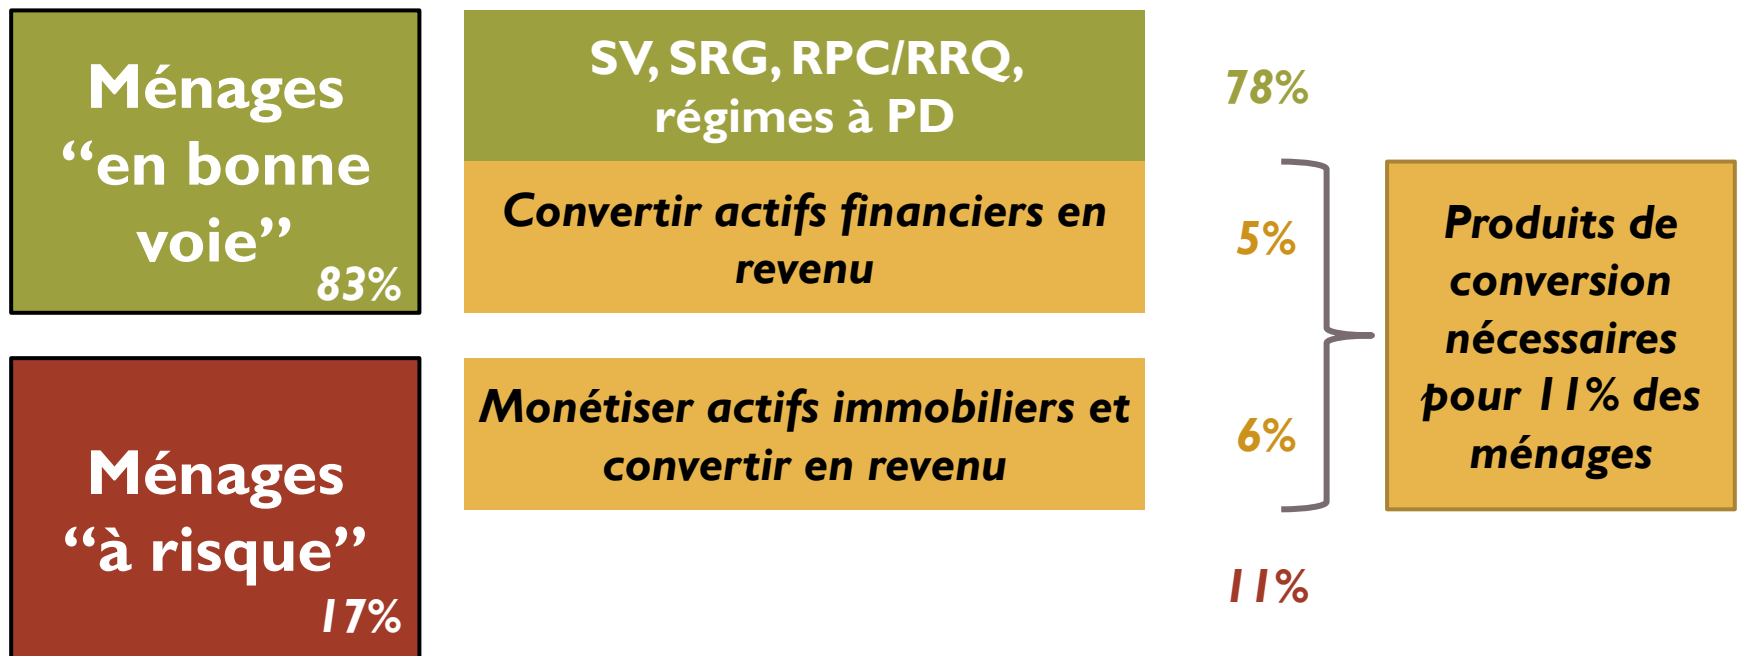 Ménages
“en bonne
voie”
83%
SV, SRG, RPC/RRQ,
régimes à PD
78%
Convertir actifs financiers en
revenu
5%
Ménages
“à risque”
17%
Monétiser actifs immobiliers et
convertir en revenu
6%
11%
Produits de
conversion
nécessaires
pour 11% des
ménages